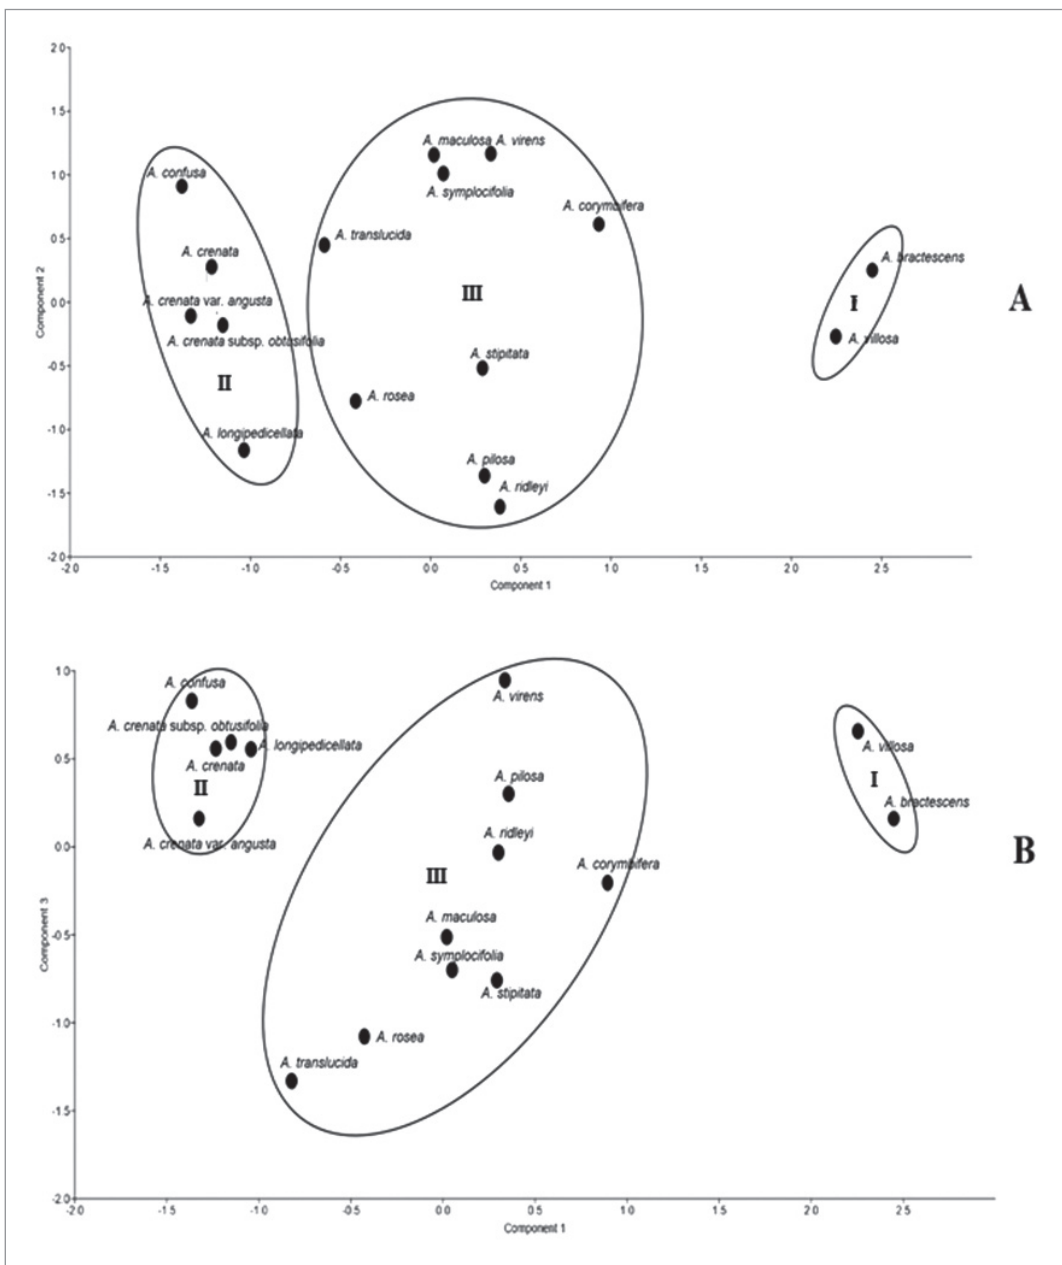 2.0
1.5
1.0
0.5
0.0
-0.5
-1.0
-1.5
-2.0
Component 2
A. maculosa
A. virens
A. confusa
A. symplocifolia
A. corymbifera
A. translucida
A. crenata
A. bractescens
III
I
A
A. crenata var. angusta
A. crenata subsp. obtusifolia
A. villosa
A. stipitata
II
A. rosea
A. longipedicellata
A. pilosa
A. ridleyi
-2.0 -1.5 -1.0 -0.5 0.0 0.5 1.0 1.5 2.0 2.5
Component 1
1.0
0.5
0.0
-0.5
-1.0
-1.5
-2.0
Component 3
A. confusa
A. virens
A. crenata subsp. obtusifolia
A. longipedicellata
A. villosa
A. crenata
A. pilosa
I
II
A. bractescens
A. ridleyi
A. crenata var. angusta
B
A. corymbifera
III
A. maculosa
A. symplocifolia
A. stipitata
A. rosea
A. translucida
-2.0 -1.5 -1.0 -0.5 0.0 0.5 1.0 2.0 2.5
Component 1